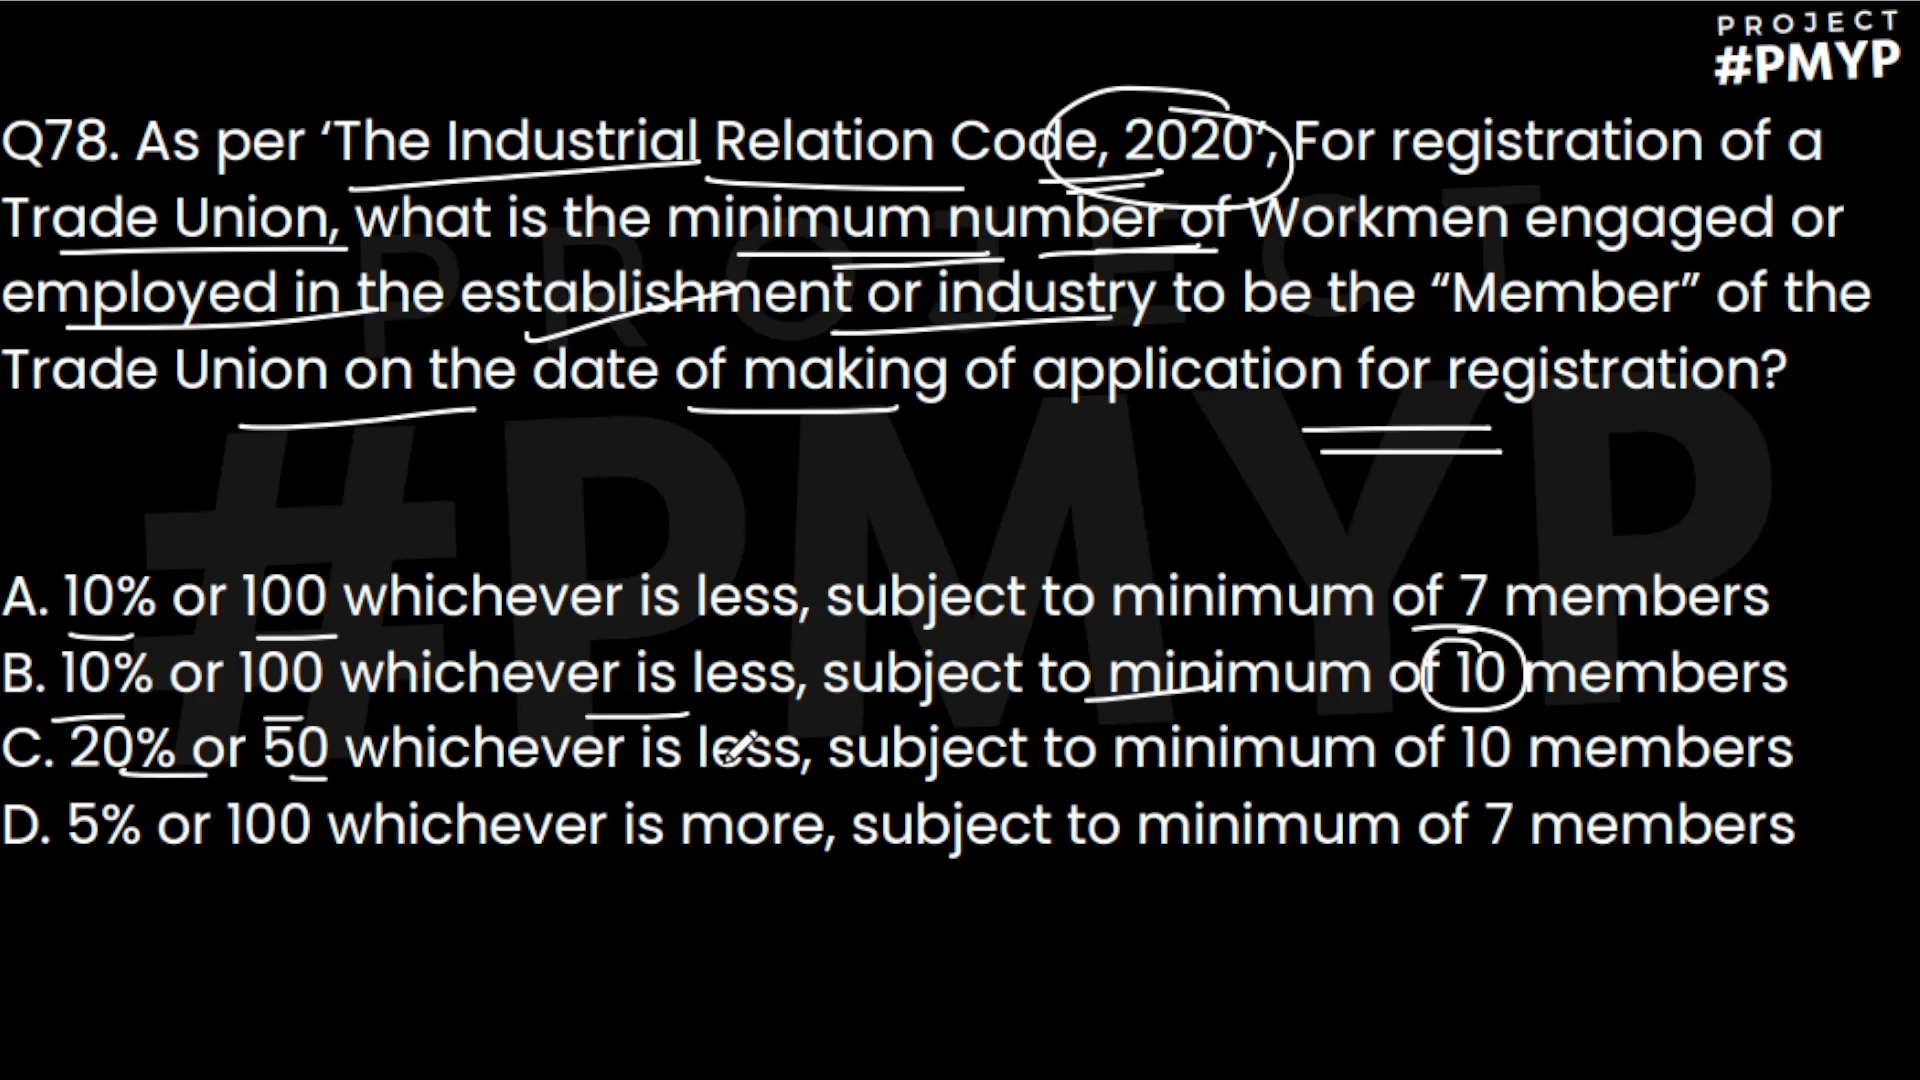 PROJECT
#PMYP
Q78. As per ‘The Industrial Relation Code, 2020’, For registration of a
Trade Union, what is the minimum number of Workmen engaged or
employed in the establishment or industry to be the “Member” of the
Trade Union on the date of making of application for registration?
PROJECT
#PMYP
A. 10% or 100 whichever is less, subject to minimum of 7 members
B. 10% or 100 whichever is less, subject to minimum of 10 members
C. 20% or 50 whichever is less, subject to minimum of 10 members
D. 5% or 100 whichever is more, subject to minimum of 7 members